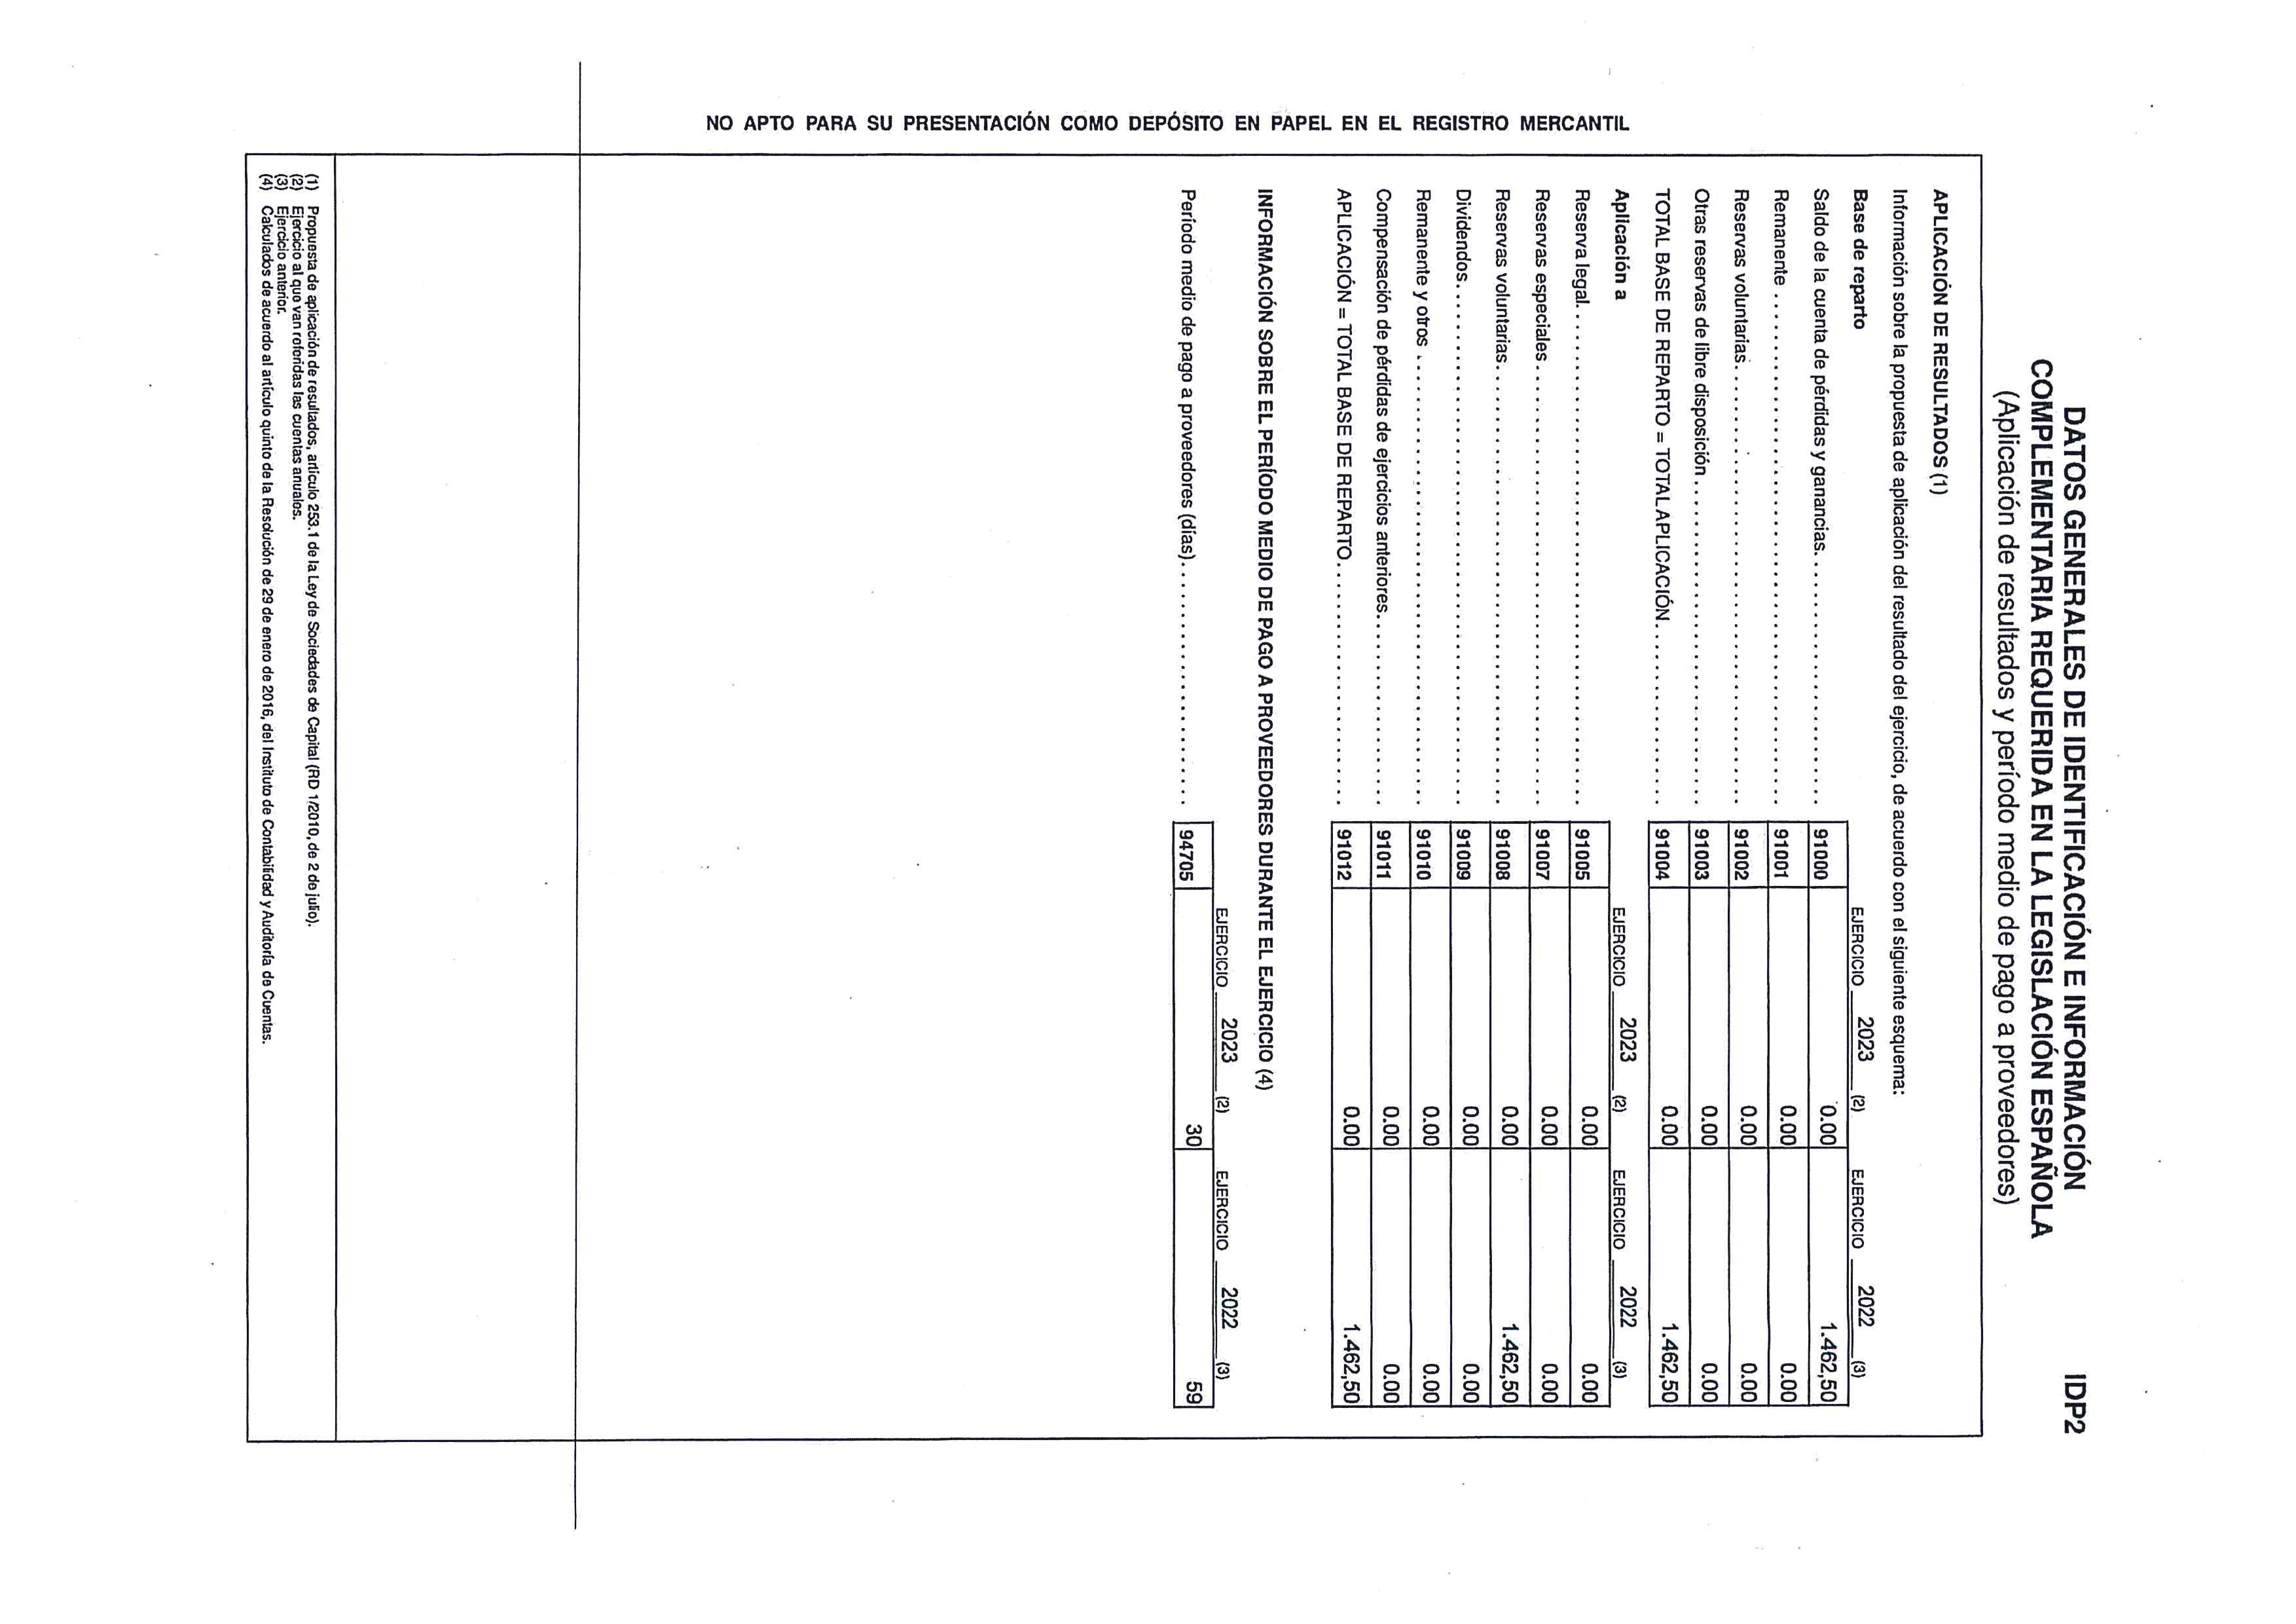 DATOS GENERALES DE IDENTIFICACIÓN E INFORMACIÓN IDP2
COMPLEMENTARIA REQUERIDA EN LA LEGISLACIÓN ESPAÑOLA
(Aplicación de resultados y período medio de pago a proveedores)
APLICACIÓN DE RESULTADOS (1)
Información sobre la propuesta de aplicación del resultado del ejercicio, de acuerdo con el siguiente esquema:
Base de reparto EJERCICIO 2023 (2) EJERCICIO 2022 (3)
Saldo de la cuenta de pérdidas y ganancias. 91000 0.00 1.462,50
Remanente 91001 0.00 0.00
Reservas voluntarias. 91002 0.00 0.00
Otras reservas de libre disposición. 91003 0.00 0.00
TOTAL BASE DE REPARTO = TOTAL APLICACIÓN. 91004 0.00 1.462,50
Aplicación a EJERCICIO 2023 (2) EJERCICIO 2022 (3)
Reserva legal. 91005 0.00 0.00
Reservas especiales. 91007 0.00 0.00
Reservas voluntarias. 91008 0.00 1.462,50
Dividendos. 91009 0.00 0.00
Remanente y otros 91010 0.00 0.00
Compensación de pérdidas de ejercicios anteriores. 91011 0.00 0.00
APLICACIÓN = TOTAL BASE DE REPARTO. 91012 0.00 1.462,50
INFORMACIÓN SOBRE EL PERÍODO MEDIO DE PAGO A PROVEEDORES DURANTE EL EJERCICIO (4)
EJERCICIO 2023 (2) EJERCICIO 2022 (3)
Período medio de pago a proveedores (días). 94705 30 59
(1) Propuesta de aplicación de resultados, artículo 253.1 de la Ley de Sociedades de Capital (RD 1/2010, de 2 de julio).
(2) Ejercicio al que van referidas las cuentas anuales.
(3) Ejercicio anterior.
(4) Calculados de acuerdo al artículo quinto de la Resolución de 29 de enero de 2016, del Instituto de Contabilidad y Auditoría de Cuentas.
NO APTO PARA SU PRESENTACIÓN COMO DEPÓSITO EN PAPEL EN EL REGISTRO MERCANTIL